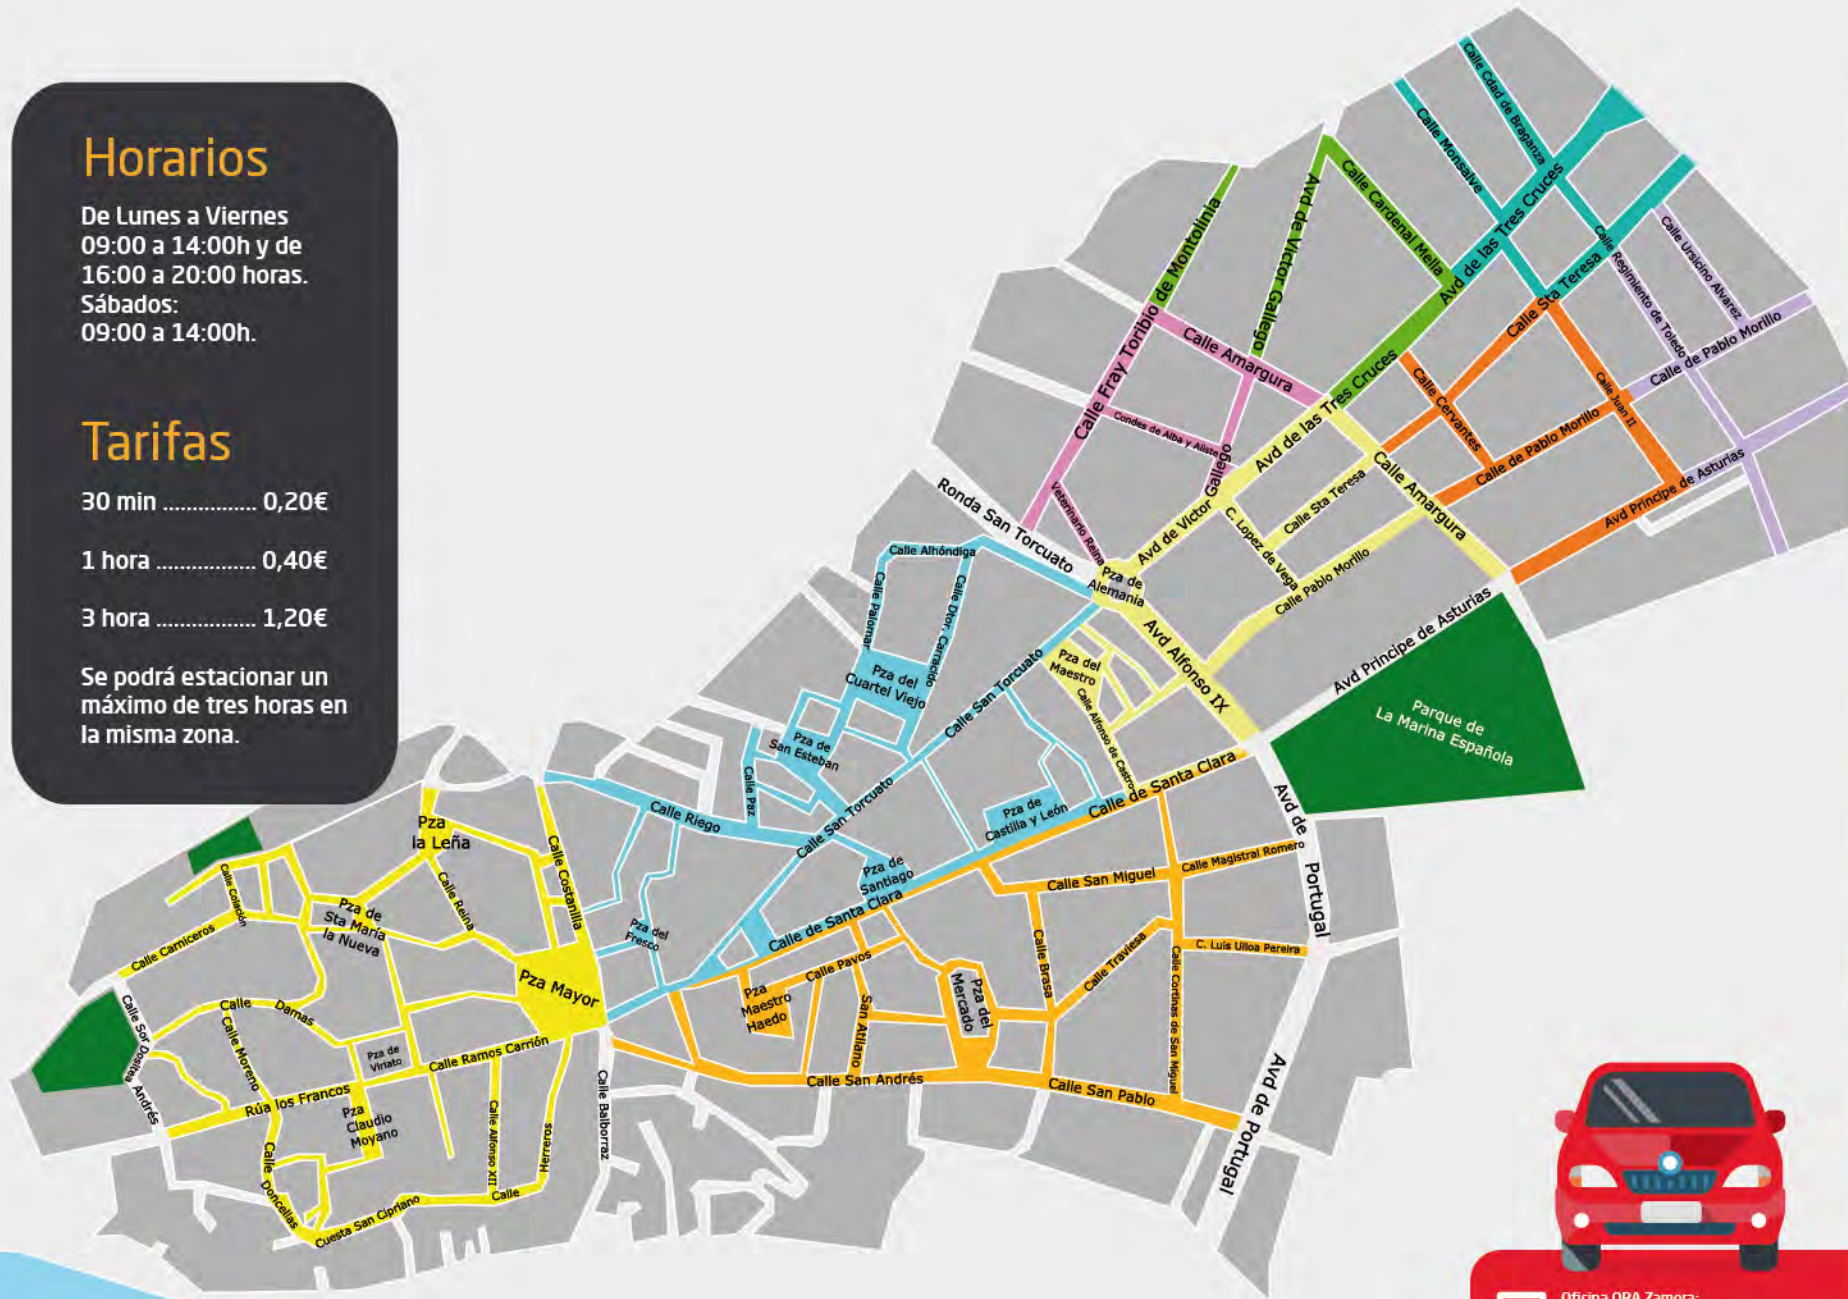 Horarios
De Lunes a Viernes
09:00 a 14:00h y de
16:00 a 20:00 horas.
Sábados:
09:00 a 14:00h.
Tarifas
30 min ................ 0,20€
1 hora ................. 0,40€
3 hora ................. 1,20€
Se podrá estacionar un
máximo de tres horas en
la misma zona.
Calle Cdad de Braganza
Calle Monsalve
Avd de las Tres Cruces
Calle Cardenal Mella
Avd de Victor Gallego
Calle Fray Toribio de Montolinia
Calle Sta Teresa
Calle Regimiento de Toledo
Calle Ursicino Alvarez
Calle de Pablo Morillo
Calle Amargura
Condes de Alba y Aliste
Avd de las Tres Cruces
Calle Cervantes
Calle Juan II
Calle de Pablo Morillo
Avd Principe de Asturias
Ronda San Torcuato
Veterinario Reina
Avd de Victor Gallego
Calle Sta Teresa
Calle Amargura
C. Lopez de Vega
Calle Pablo Morillo
Pza de
Alemania
Avd Alfonso IX
Avd Principe de Asturias
Parque de
La Marina Española
Calle Alhóndiga
Calle Palomar
Calle Dtor. Carracido
Pza del
Cuartel Viejo
Calle San Torcuato
Pza del
Maestro
Calle Alfonso de Castro
Pza de
San Esteban
Calle Paz
Calle Riego
Calle San Torcuato
Pza de
Castilla y León
Calle de Santa Clara
Avd de Portugal
Pza de
Santiago
Calle de Santa Clara
Calle San Miguel
Calle Magistral Romero
Pza
la Leña
Calle Reina
Calle Costanilla
Calle Colación
Pza de
Sta María
la Nueva
Calle Carniceros
Pza del
Fresco
Calle Pavos
Calle Brasa
Calle Traviesa
C. Luis Ulloa Pereira
Calle Cortinas de San Miguel
Pza Mayor
Pza
Maestro
Haedo
San Atilano
Pza del
Mercado
Calle Sor Dositea Andrés
Calle Damas
Calle Moreno
Pza de
Viriato
Calle Ramos Carrión
Rúa los Francos
Pza
Claudio
Moyano
Calle San Andrés
Calle San Pablo
Avd de Portugal
Calle Balborraz
Calle Alfonso XII
Calle Herreros
Calle Doncellas
Cuesta San Cipriano
Oficina ORA Zamora: